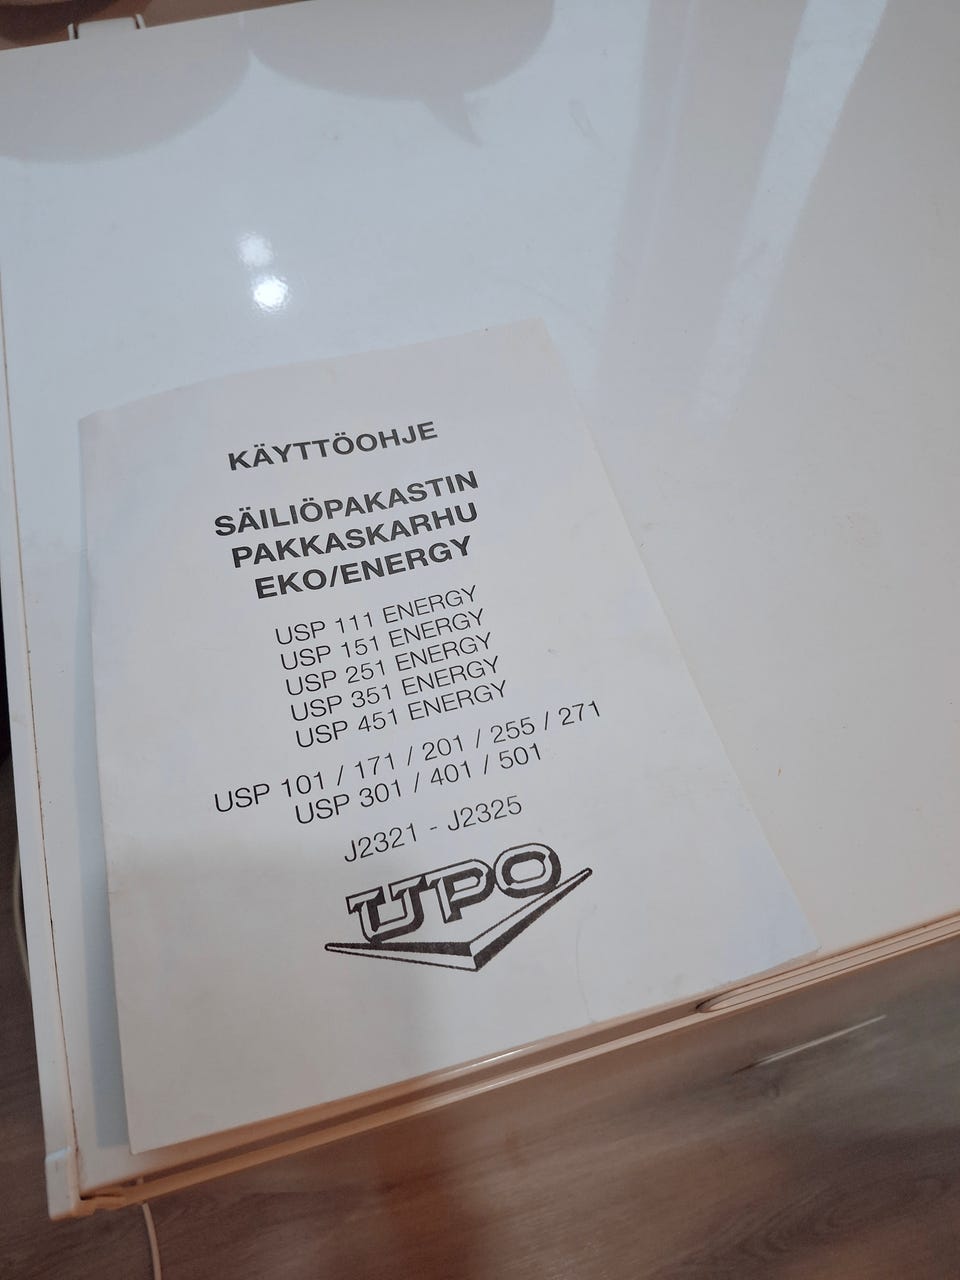 KÄYTTÖOHJE
SÄILIÖPAKASTIN
PAKKASKARHU
EKO/ENERGY
USP 111 ENERGY
USP 151 ENERGY
USP 251 ENERGY
USP 351 ENERGY
USP 451 ENERGY
USP 101 / 171 / 201 / 255 / 271
USP 301 / 401 / 501
J2321 - J2325
UPO